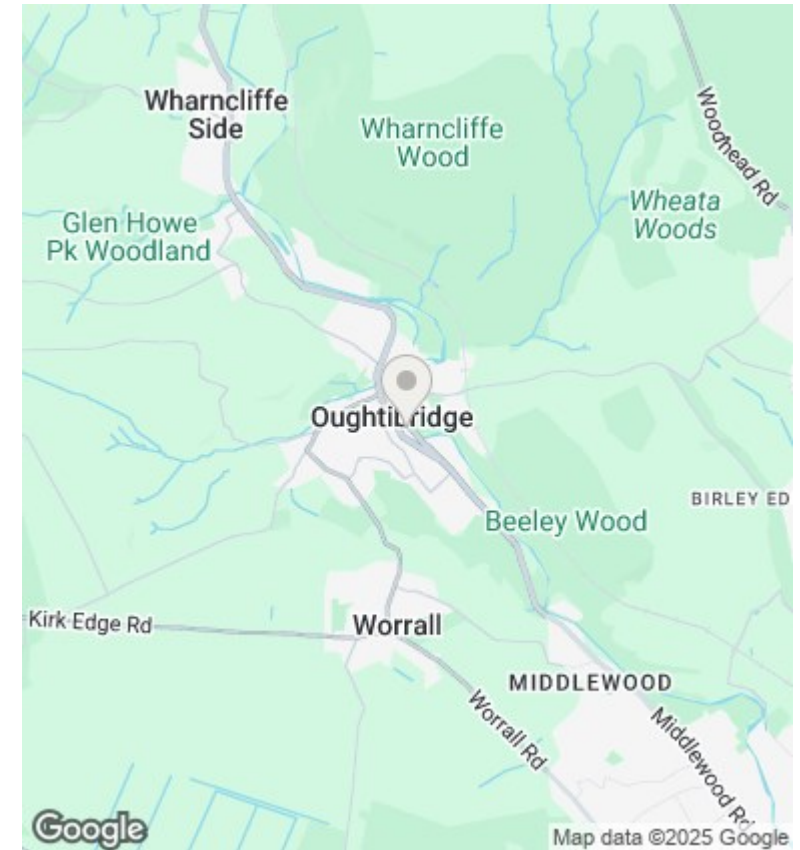 Wharncliffe
Side
Wharncliffe
Wood
Woodhead Rd
Wheata
Woods
Glen Howe
Pk Woodland
Oughtibridge
BIRLEY ED
Beeley Wood
Kirk Edge Rd
Worrall
MIDDLEWOOD
Worrall Rd
Middlewood Rd
Google
Map data ©2025 Google